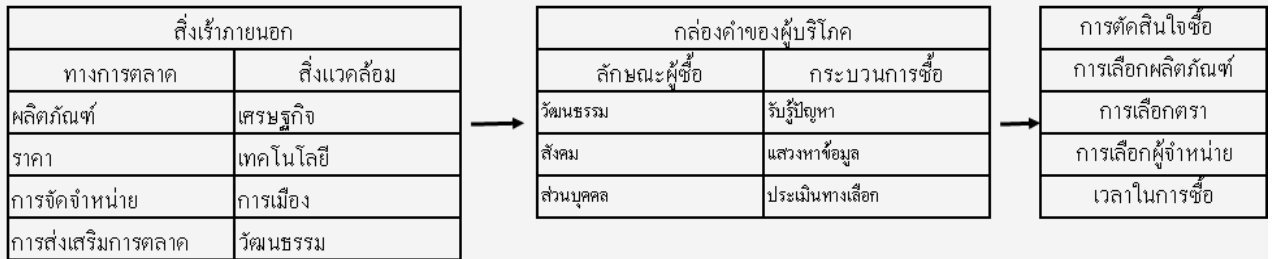 สิ่งเร้าภายนอก
ทางการตลาด สิ่งแวดล้อม
ผลิตภัณฑ์ เศรษฐกิจ
ราคา เทคโนโลยี
การจัดจำหน่าย การเมือง
การส่งเสริมการตลาด วัฒนธรรม
กล่องคำของผู้บริโภค
ลักษณะผู้ซื้อ กระบวนการซื้อ
วัฒนธรรม รับรู้ปัญหา
สังคม แสวงหาข้อมูล
ส่วนบุคคล ประเมินทางเลือก
การตัดสินใจซื้อ
การเลือกผลิตภัณฑ์
การเลือกตรา
การเลือกผู้จำหน่าย
เวลาในการซื้อ